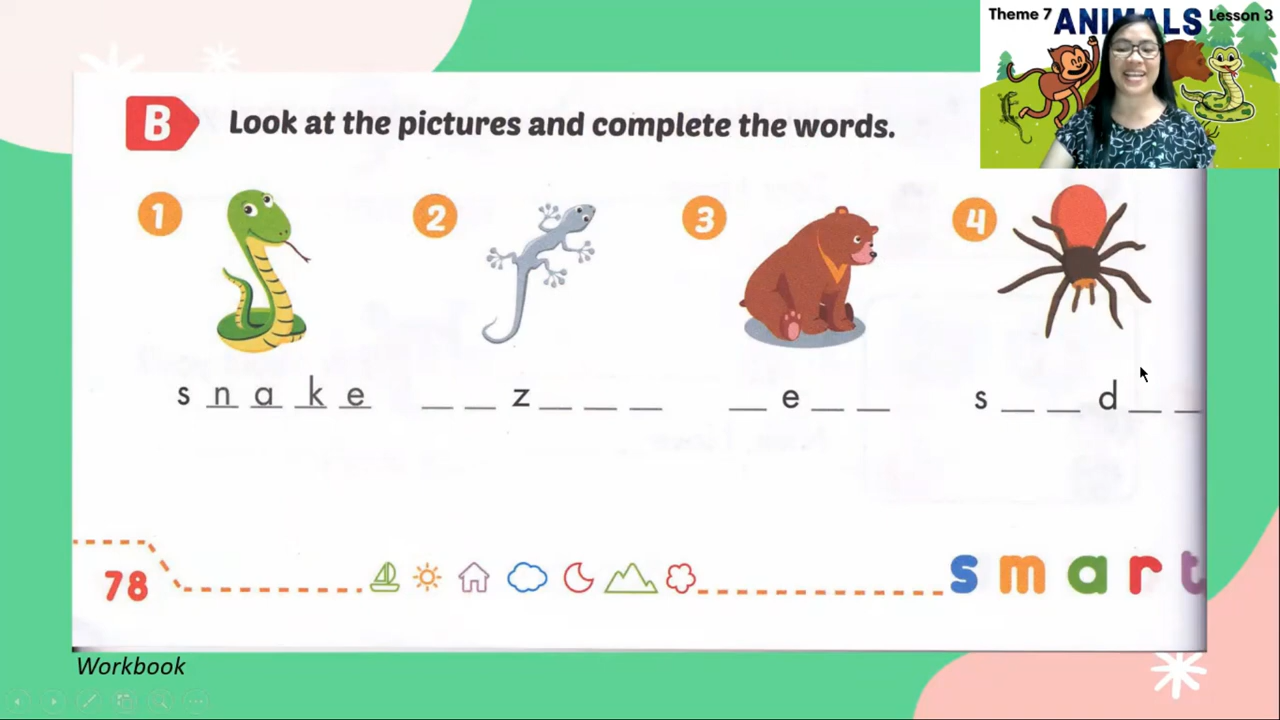 Theme 7 ANIMALS Lesson 3
B Look at the pictures and complete the words.
1 2 3 4
s n a k e
_ _ z _ _ _
_ e _ _
s _ _ d _ _
78
smart
Workbook